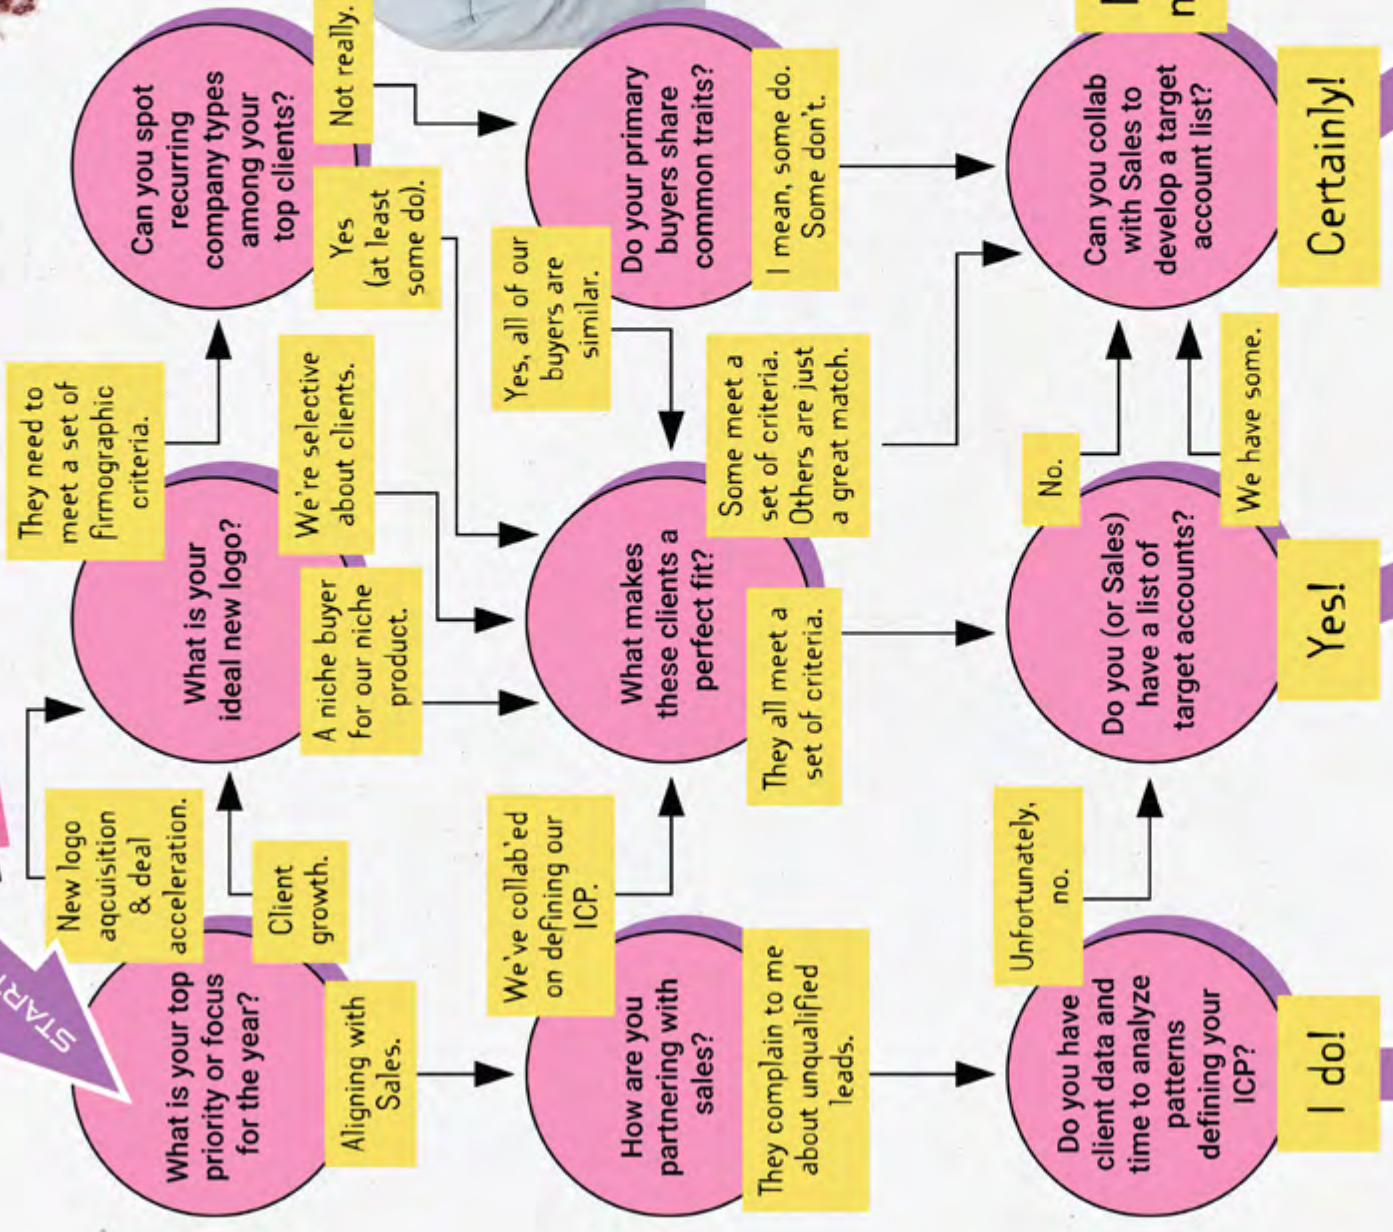 START
What is your top
priority or focus
for the year?
New logo
aqcuisition
& deal
acceleration.
Client
growth.
Aligning with
Sales.
What is your
ideal new logo?
They need to
meet a set of
firmographic
criteria.
We're selective
about clients.
A niche buyer
for our niche
product.
Can you spot
recurring
company types
among your
top clients?
Not really.
Yes
(at least
some do).
How are you
partnering with
sales?
We've collab'ed
on defining our
ICP.
They complain to me
about unqualified
leads.
What makes
these clients a
perfect fit?
Some meet a
set of criteria.
Others are just
a great match.
They all meet a
set of criteria.
Do your primary
buyers share
common traits?
Yes, all of our
buyers are
similar.
I mean, some do.
Some don't.
Do you have
client data and
time to analyze
patterns
defining your
ICP?
Unfortunately,
no.
I do!
Do you (or Sales)
have a list of
target accounts?
No.
We have some.
Yes!
Can you collab
with Sales to
develop a target
account list?
Certainly!